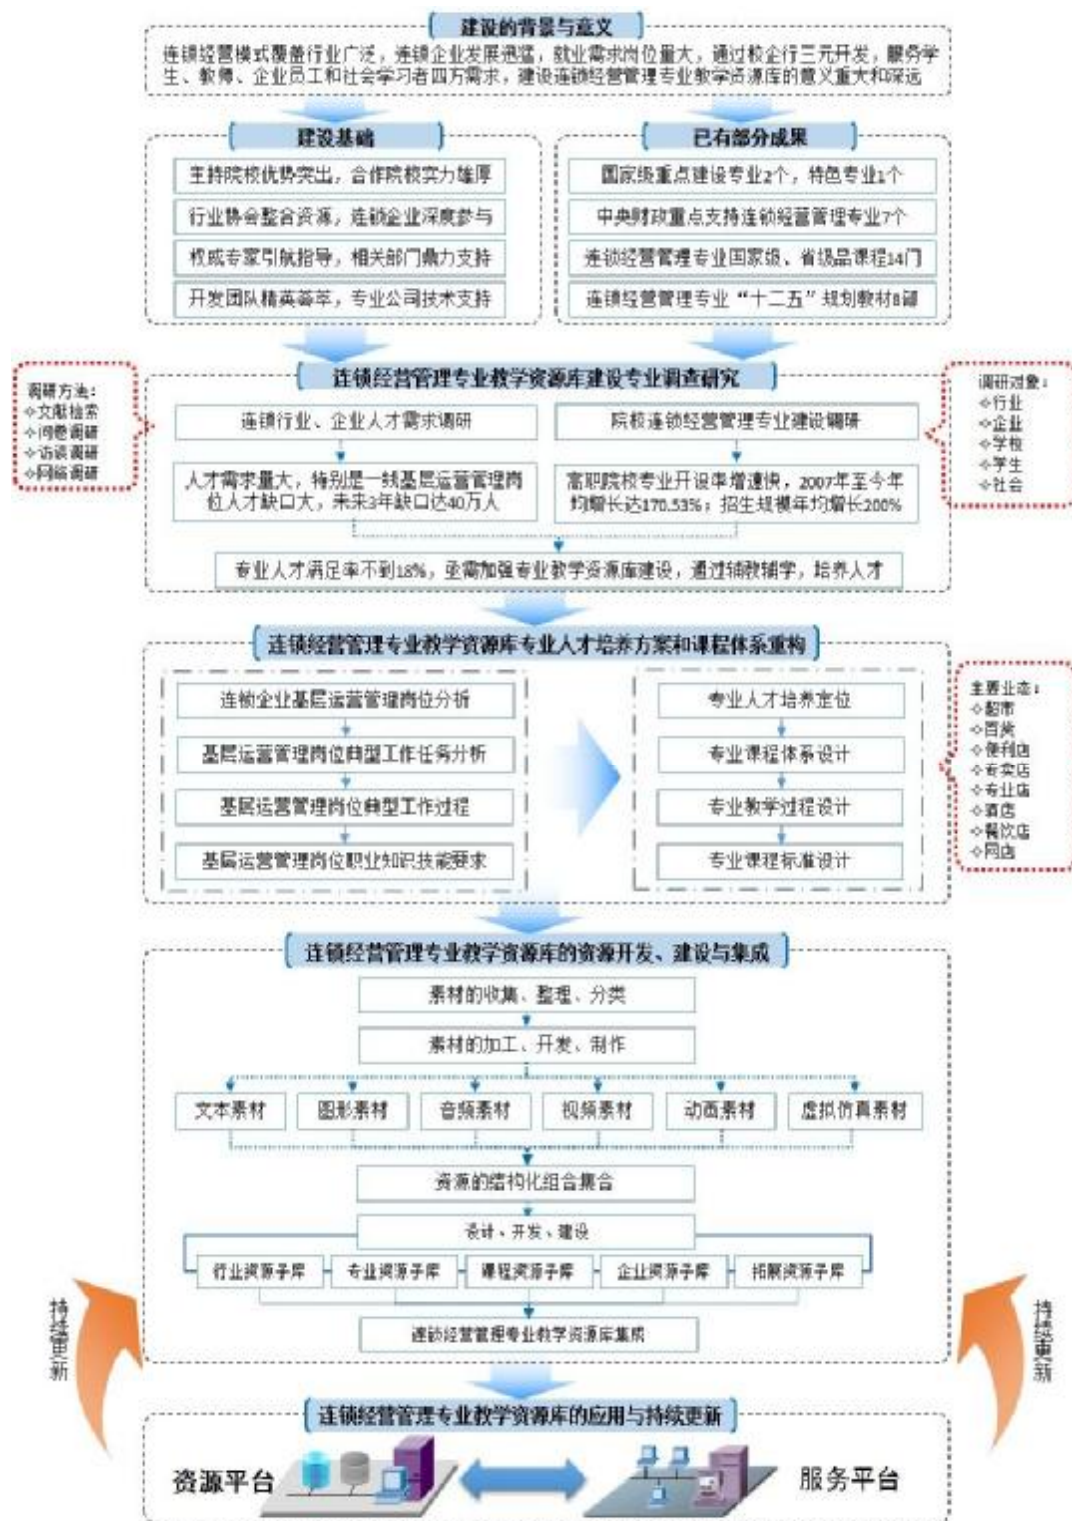 建设的背景与意义
连锁经营模式覆盖行业广泛，连锁企业发展迅猛，就业需求岗位量大，通过校企行三元开发，服务学
生、教师、企业员工和社会学习者四方需求，建设连锁经营管理专业教学资源库的意义重大和深远
建设基础
主持院校优势突出，合作院校实力雄厚
行业协会整合资源，连锁企业深度参与
权威专家引航指导，相关部门鼎力支持
开发团队精英荟萃，专业公司技术支持
已有部分成果
国家级重点建设专业2个，特色专业1个
中央财政重点支持连锁经营管理专业7个
连锁经营管理专业国家级、省级品课程14门
连锁经营管理专业“十二五”规划教材8部
连锁经营管理专业教学资源库建设专业调查研究
调研方法：
✧文献检索
✧问卷调研
✧访谈调研
✧网络调研
连锁行业、企业人才需求调研
人才需求量大，特别是一线基层运营管理岗
位人才缺口大，未来3年缺口达40万人
院校连锁经营管理专业建设调研
高职院校专业开设率增速快，2007年至今年
均增长达170.53%；招生规模年均增长200%
调研对象：
✧行业
✧企业
✧学校
✧学生
✧社会
专业人才满足率不到18%，亟需加强专业教学资源库建设，通过辅教辅学，培养人才
连锁经营管理专业教学资源库专业人才培养方案和课程体系重构
连锁企业基层运营管理岗位分析
基层运营管理岗位典型工作任务分析
基层运营管理岗位典型工作过程
基层运营管理岗位职业知识技能要求
专业人才培养定位
专业课程体系设计
专业教学过程设计
专业课程标准设计
主要业态：
✧超市
✧百货
✧便利店
✧专卖店
✧专业店
✧酒店
✧餐饮店
✧网店
连锁经营管理专业教学资源库的资源开发、建设与集成
素材的收集、整理、分类
素材的加工、开发、制作
文本素材
图形素材
音频素材
视频素材
动画素材
虚拟仿真素材
资源的结构化组合集合
设计、开发、建设
行业资源子库
专业资源子库
课程资源子库
企业资源子库
拓展资源子库
连锁经营管理专业教学资源库集成
持续更新
持续更新
连锁经营管理专业教学资源库的应用与持续更新
资源平台
服务平台